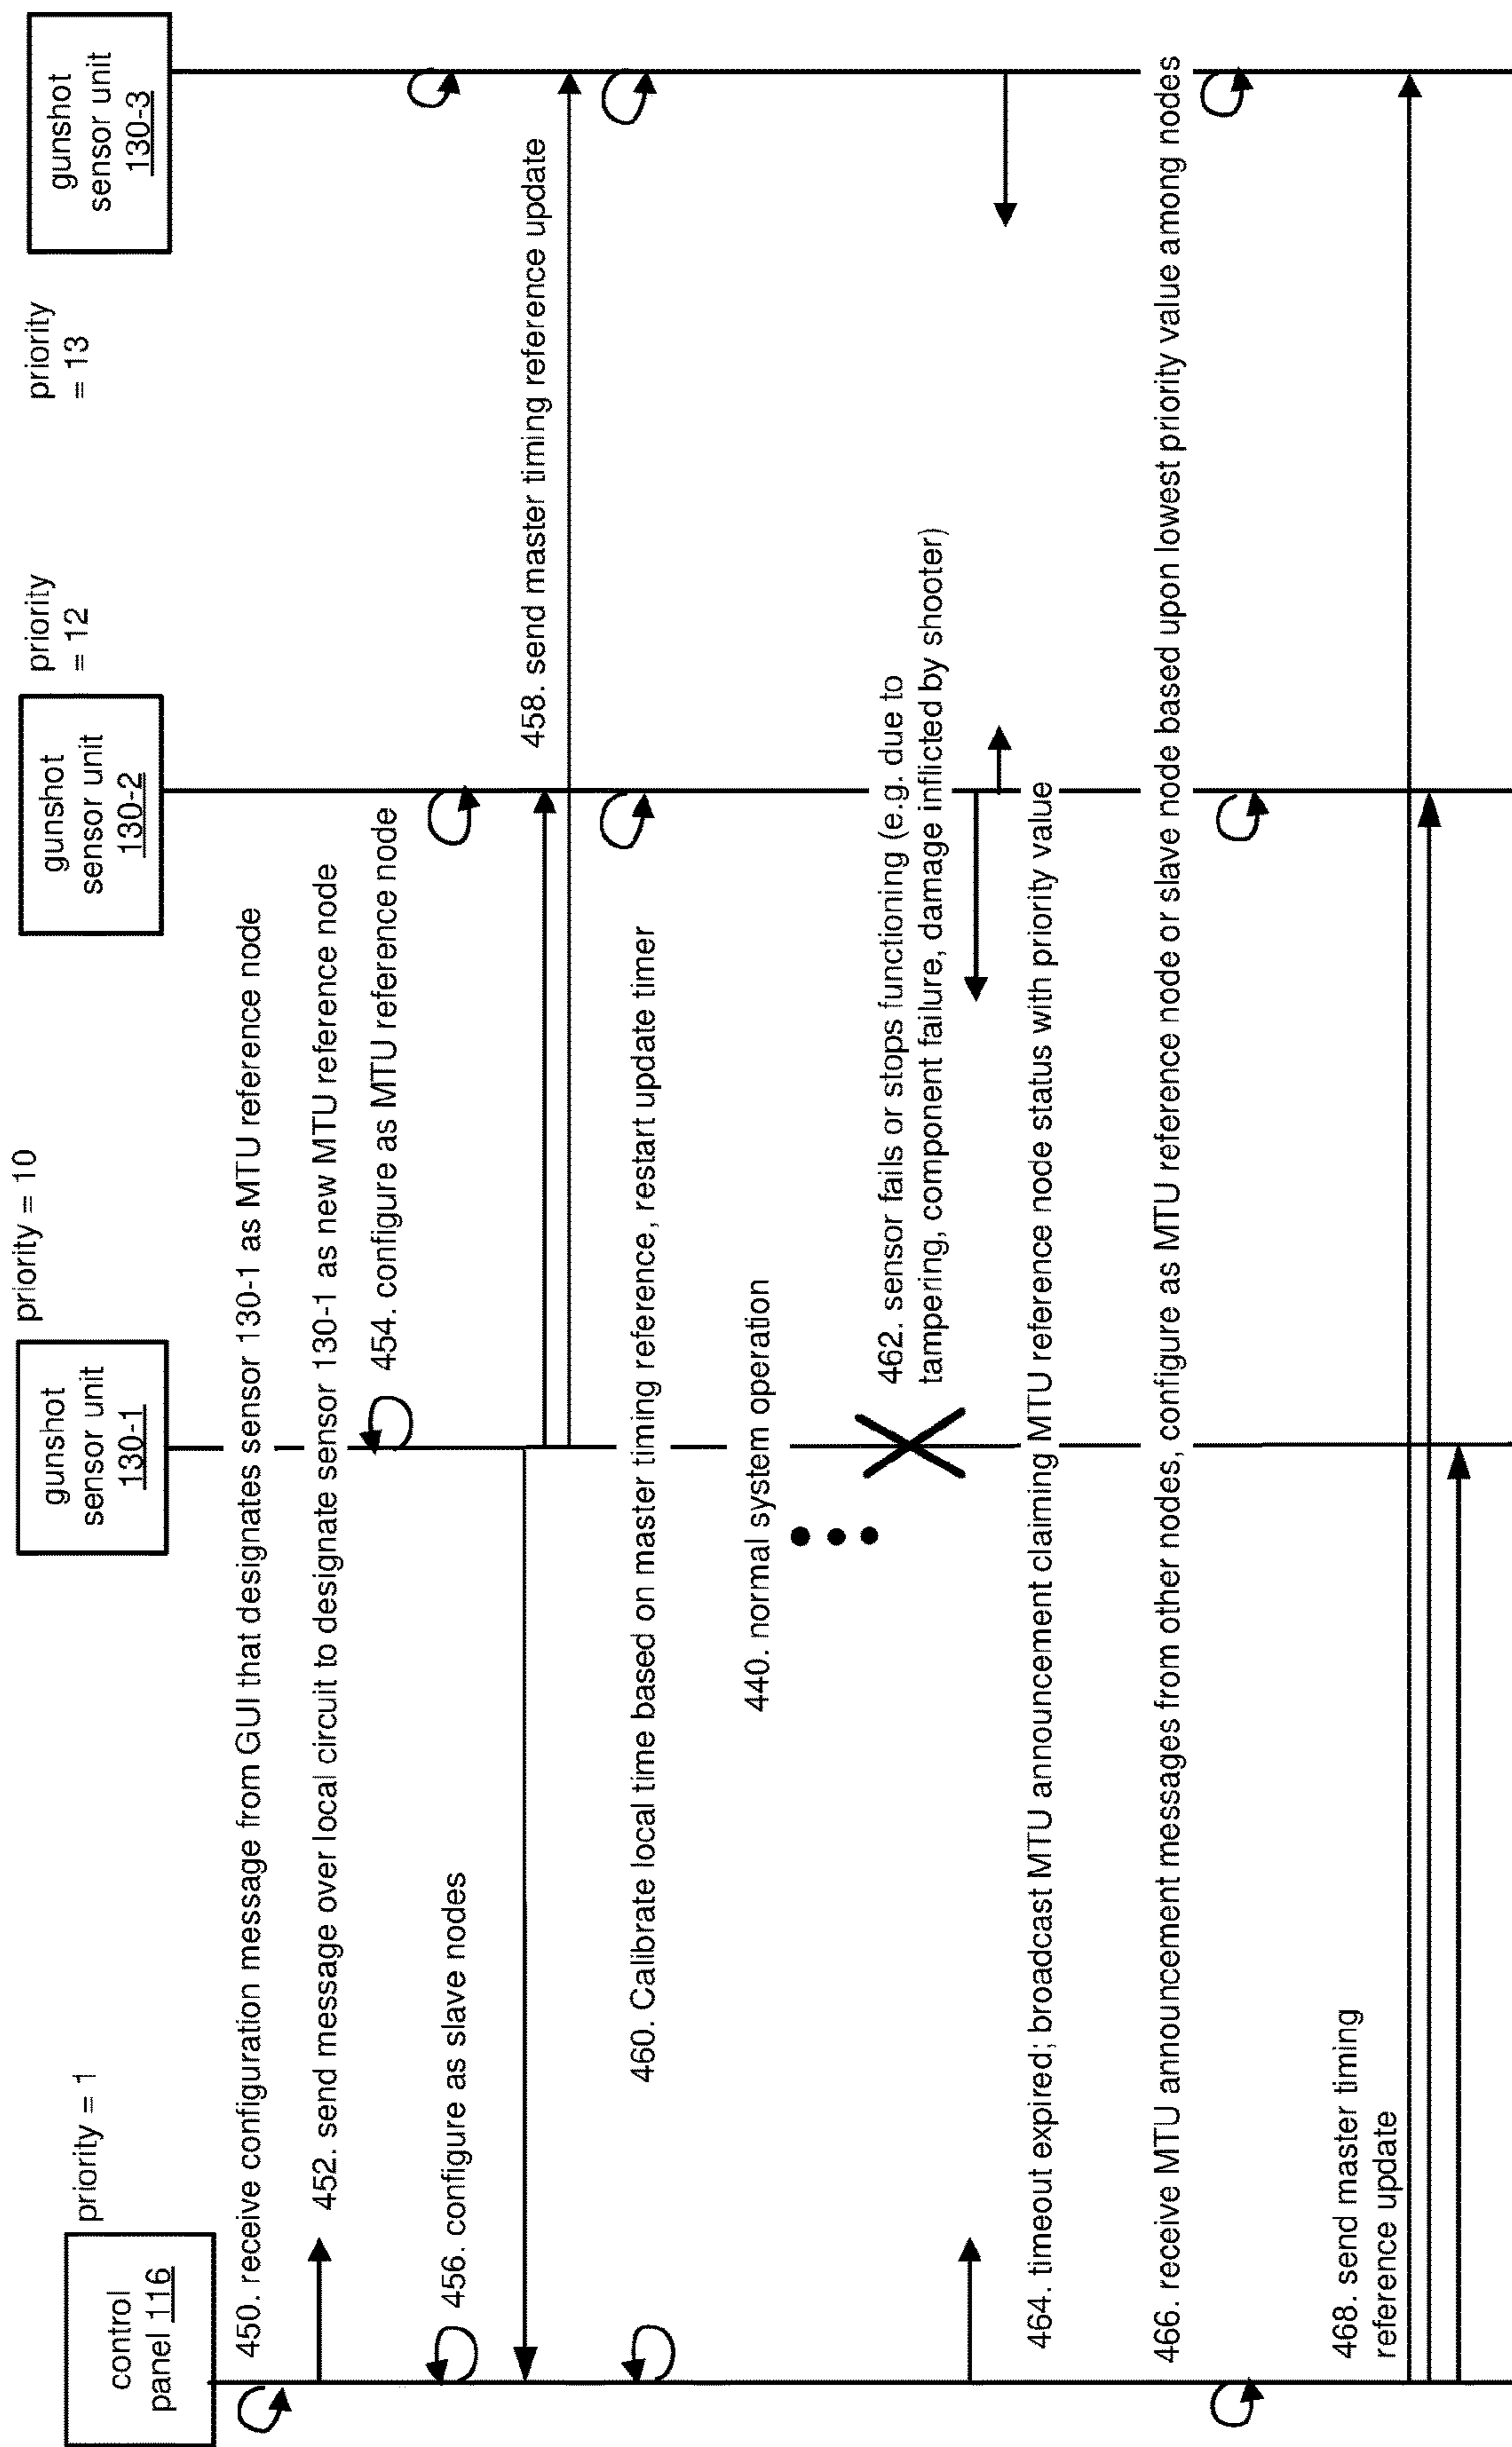 control
panel 116
priority = 1
gunshot
sensor unit
130-1
priority = 10
gunshot
sensor unit
130-2
priority
= 12
gunshot
sensor unit
130-3
priority
= 13
450. receive configuration message from GUI that designates sensor 130-1 as MTU reference node
452. send message over local circuit to designate sensor 130-1 as new MTU reference node
454. configure as MTU reference node
456. configure as slave nodes
458. send master timing reference update
460. Calibrate local time based on master timing reference, restart update timer
440. normal system operation
462. sensor fails or stops functioning (e.g. due to
tampering, component failure, damage inflicted by shooter)
464. timeout expired; broadcast MTU announcement claiming MTU reference node status with priority value
466. receive MTU announcement messages from other nodes, configure as MTU reference node or slave node based upon lowest priority value among nodes
468. send master timing
reference update